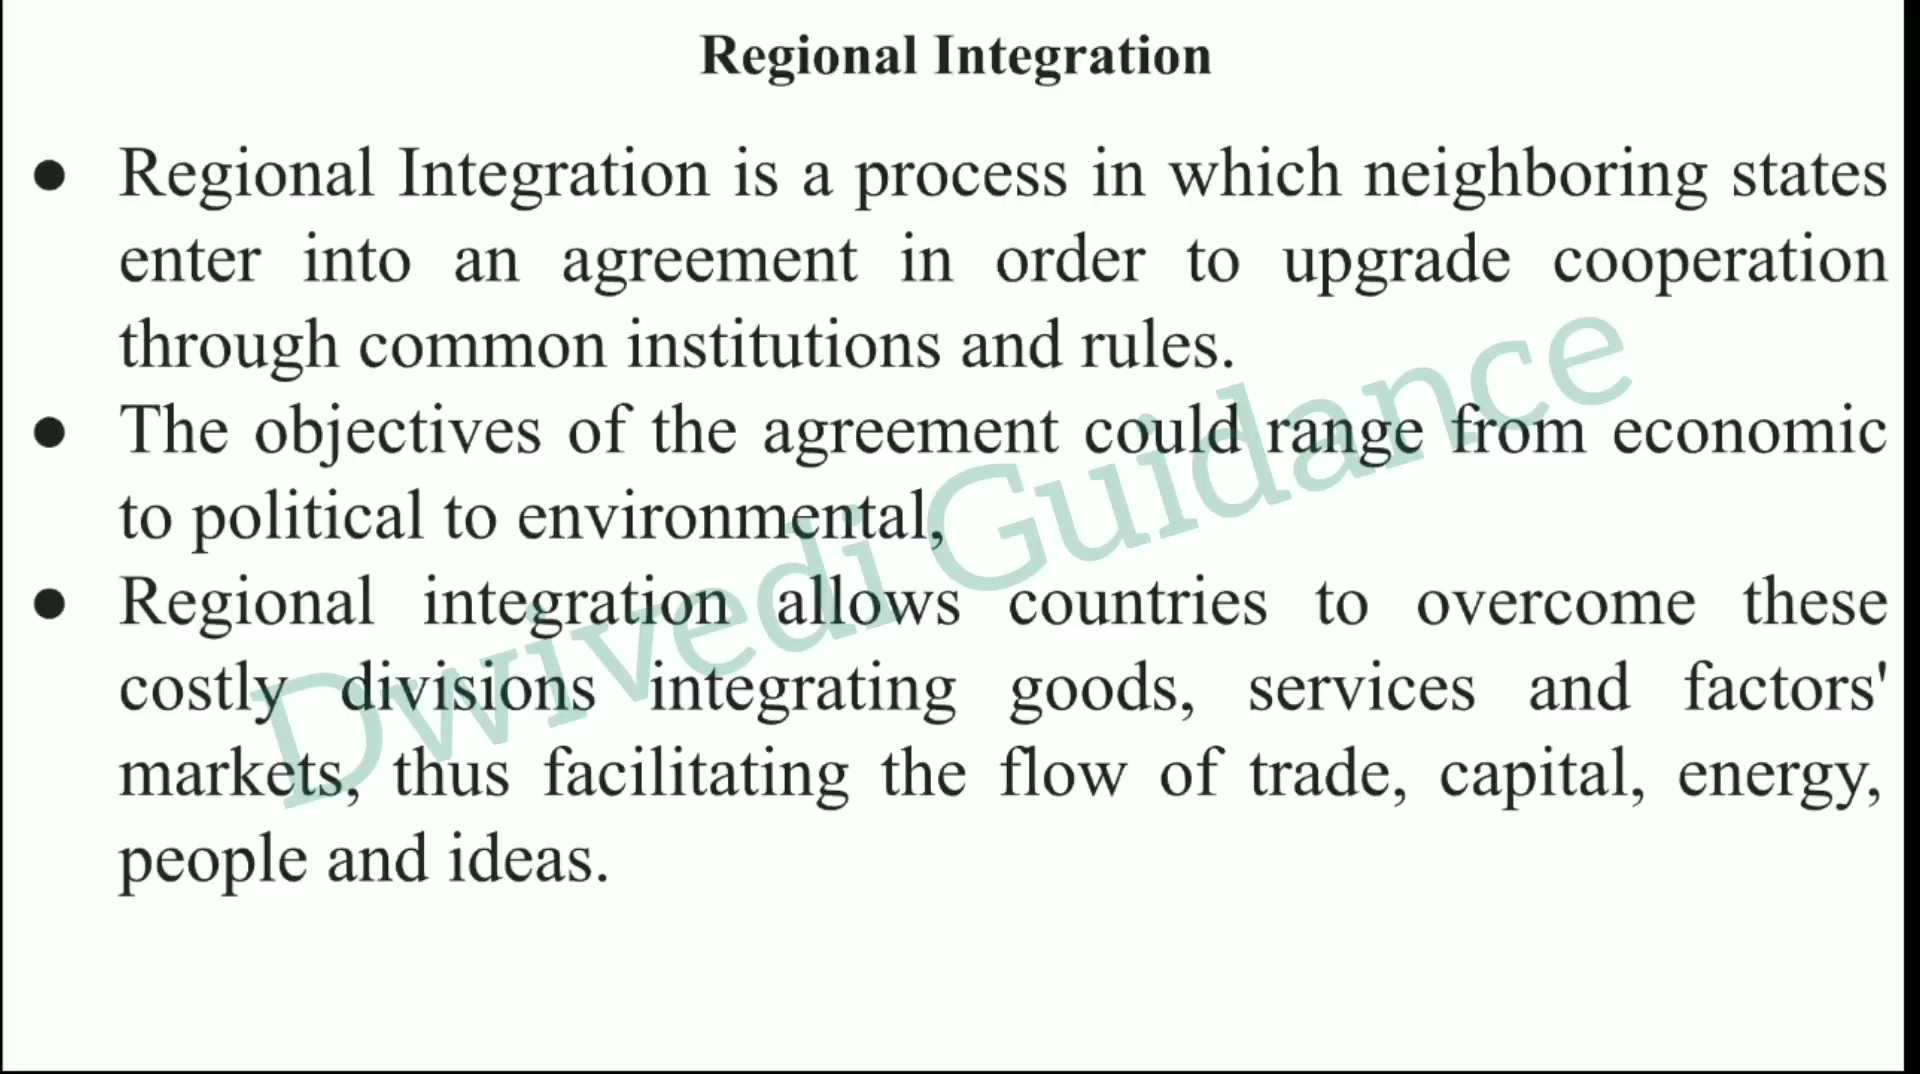 Regional Integration
● Regional Integration is a process in which neighboring states
enter into an agreement in order to upgrade cooperation
through common institutions and rules.
● The objectives of the agreement could range from economic
to political to environmental,
● Regional integration allows countries to overcome these
costly divisions integrating goods, services and factors'
markets, thus facilitating the flow of trade, capital, energy,
people and ideas.
Dwivedi Guidance